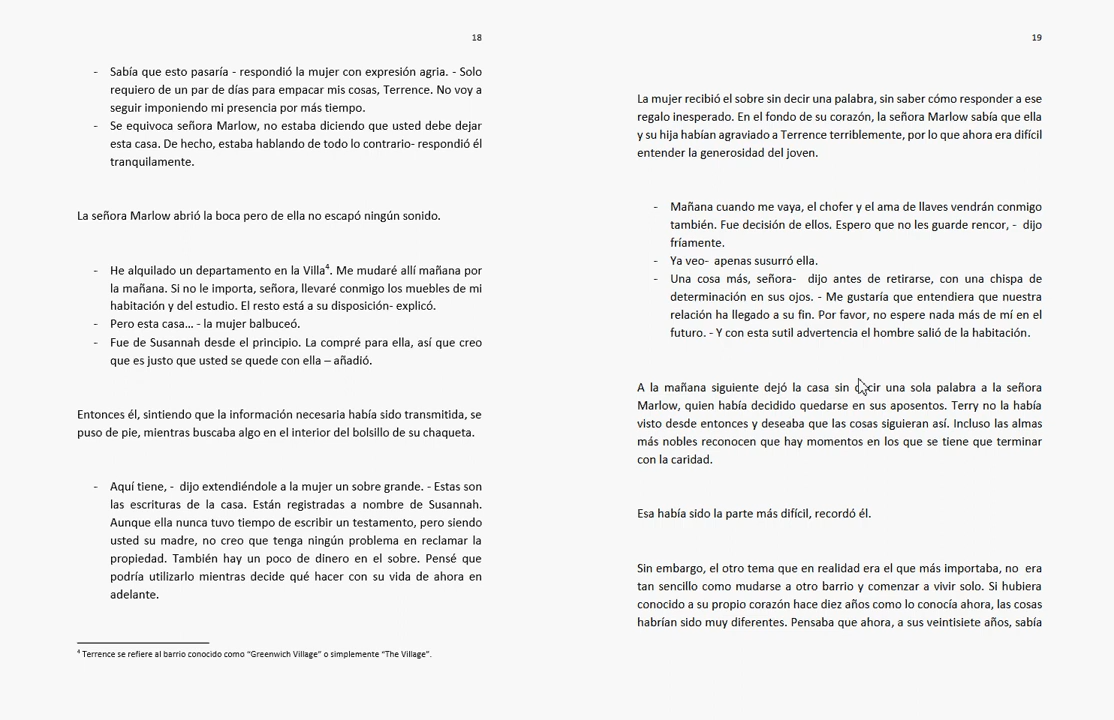 18
- Sabía que esto pasaría - respondió la mujer con expresión agria. - Solo
requiero de un par de días para empacar mis cosas, Terrence. No voy a
seguir imponiendo mi presencia por más tiempo.
- Se equivoca señora Marlow, no estaba diciendo que usted debe dejar
esta casa. De hecho, estaba hablando de todo lo contrario- respondió él
tranquilamente.
La señora Marlow abrió la boca pero de ella no escapó ningún sonido.
- He alquilado un departamento en la Villa⁴. Me mudaré allí mañana por
la mañana. Si no le importa, señora, llevaré conmigo los muebles de mi
habitación y del estudio. El resto está a su disposición- explicó.
- Pero esta casa... - la mujer balbuceó.
- Fue de Susannah desde el principio. La compré para ella, así que creo
que es justo que usted se quede con ella – añadió.
Entonces él, sintiendo que la información necesaria había sido transmitida, se
puso de pie, mientras buscaba algo en el interior del bolsillo de su chaqueta.
- Aquí tiene, - dijo extendiéndole a la mujer un sobre grande. - Estas son
las escrituras de la casa. Están registradas a nombre de Susannah.
Aunque ella nunca tuvo tiempo de escribir un testamento, pero siendo
usted su madre, no creo que tenga ningún problema en reclamar la
propiedad. También hay un poco de dinero en el sobre. Pensé que
podría utilizarlo mientras decide qué hacer con su vida de ahora en
adelante.
⁴ Terrence se refiere al barrio conocido como “Greenwich Village” o simplemente “The Village”.
19
La mujer recibió el sobre sin decir una palabra, sin saber cómo responder a ese
regalo inesperado. En el fondo de su corazón, la señora Marlow sabía que ella
y su hija habían agraviado a Terrence terriblemente, por lo que ahora era difícil
entender la generosidad del joven.
- Mañana cuando me vaya, el chofer y el ama de llaves vendrán conmigo
también. Fue decisión de ellos. Espero que no les guarde rencor, - dijo
fríamente.
- Ya veo- apenas susurró ella.
- Una cosa más, señora- dijo antes de retirarse, con una chispa de
determinación en sus ojos. - Me gustaría que entendiera que nuestra
relación ha llegado a su fin. Por favor, no espere nada más de mí en el
futuro. - Y con esta sutil advertencia el hombre salió de la habitación.
A la mañana siguiente dejó la casa sin decir una sola palabra a la señora
Marlow, quien había decidido quedarse en sus aposentos. Terry no la había
visto desde entonces y deseaba que las cosas siguieran así. Incluso las almas
más nobles reconocen que hay momentos en los que se tiene que terminar
con la caridad.
Esa había sido la parte más difícil, recordó él.
Sin embargo, el otro tema que en realidad era el que más importaba, no era
tan sencillo como mudarse a otro barrio y comenzar a vivir solo. Si hubiera
conocido a su propio corazón hace diez años como lo conocía ahora, las cosas
habrían sido muy diferentes. Pensaba que ahora, a sus veintisiete años, sabía